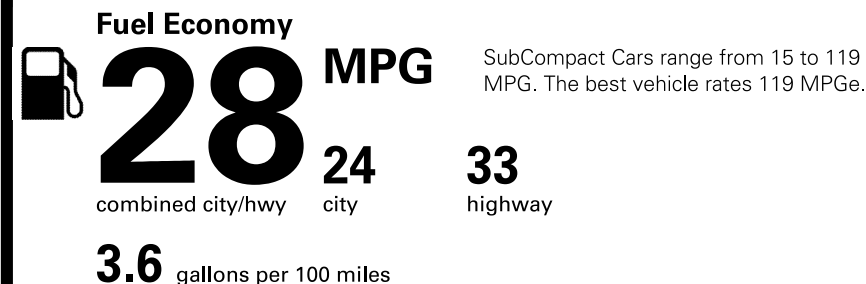 Fuel Economy
28 MPG
SubCompact Cars range from 15 to 119
MPG. The best vehicle rates 119 MPGe.
24 33
combined city/hwy city highway
3.6 gallons per 100 miles